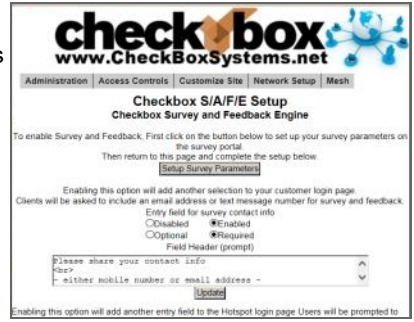 s
checkbox
www.CheckBoxSystems.net
Administration Access Controls Customize Site Network Setup Mesh
Checkbox S/A/F/E Setup
Checkbox Survey and Feedback Engine
To enable Survey and Feedback, First click on the button below to set up your survey parameters on
the survey portal.
Then return to this page and complete the setup below.
Setup Survey Parameters
Enabling this option will add another selection to your customer login page.
Clients will be asked to include an email address or text message number for survey and feedback.
Entry field for survey contact info
Disabled Enabled
Optional Required
Field Header (prompt)
Please share your contact info
<br>
- either mobile number or email address -
Update
Enabling this option will add another entry field to the Hotspot login page Users will be prompted to